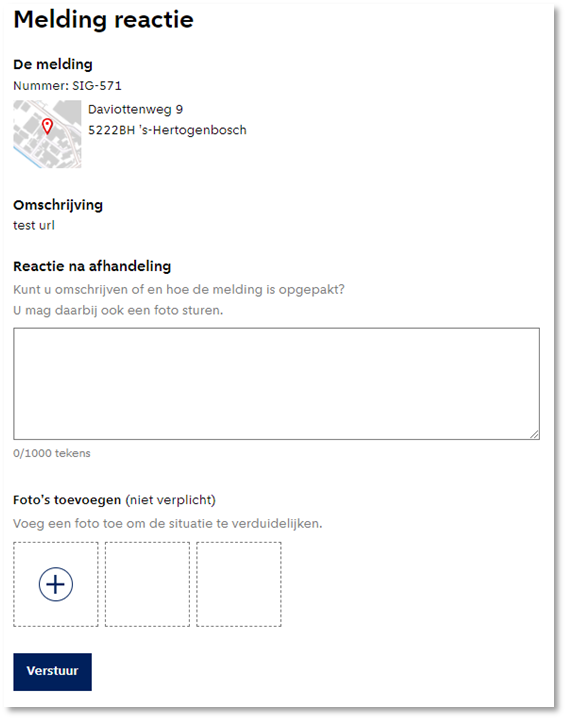 Melding reactie
De melding
Nummer: SIG-571
Daviottenweg 9
5222BH 's-Hertogenbosch
Omschrijving
test url
Reactie na afhandeling
Kunt u omschrijven of en hoe de melding is opgepakt?
U mag daarbij ook een foto sturen.
0/1000 tekens
Foto's toevoegen (niet verplicht)
Voeg een foto toe om de situatie te verduidelijken.
Verstuur